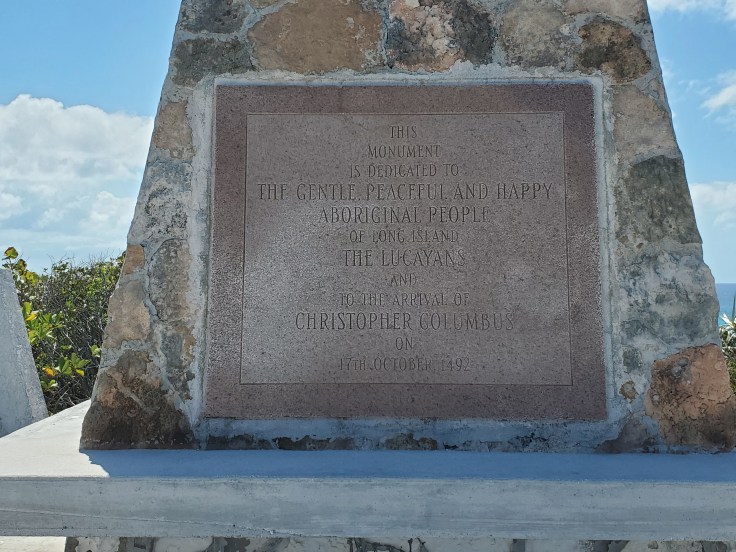 THIS
MONUMENT
IS DEDICATED TO
THE GENTLE, PEACEFUL AND HAPPY
ABORIGINAL PEOPLE
OF LONG ISLAND
THE LUCAYANS
AND
TO THE ARRIVAL OF
CHRISTOPHER COLUMBUS
ON
17TH OCTOBER 1492